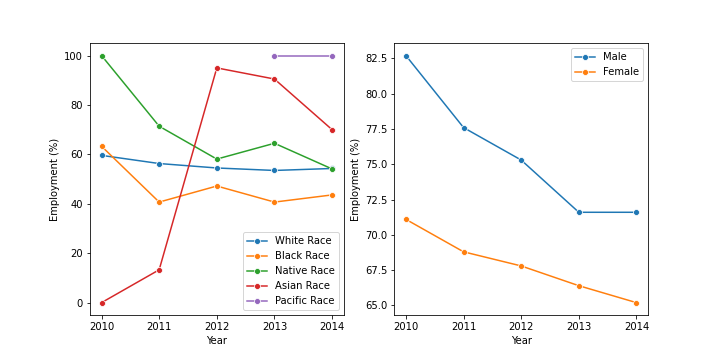 100
80
60
40
20
0
Employment (%)
2010 2011 2012 2013 2014
Year
White Race
Black Race
Native Race
Asian Race
Pacific Race
82.5
80.0
77.5
75.0
72.5
70.0
67.5
65.0
Employment (%)
2010 2011 2012 2013 2014
Year
Male
Female